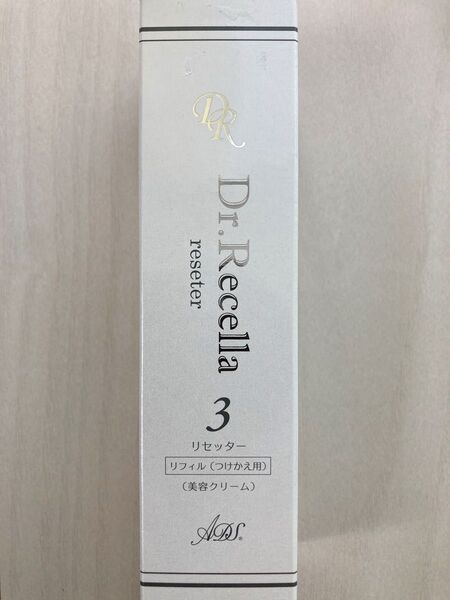 DR
Dr.Recella
reseter
3
リセッター
リフィル(つけかえ用)
(美容クリーム)
ADS®